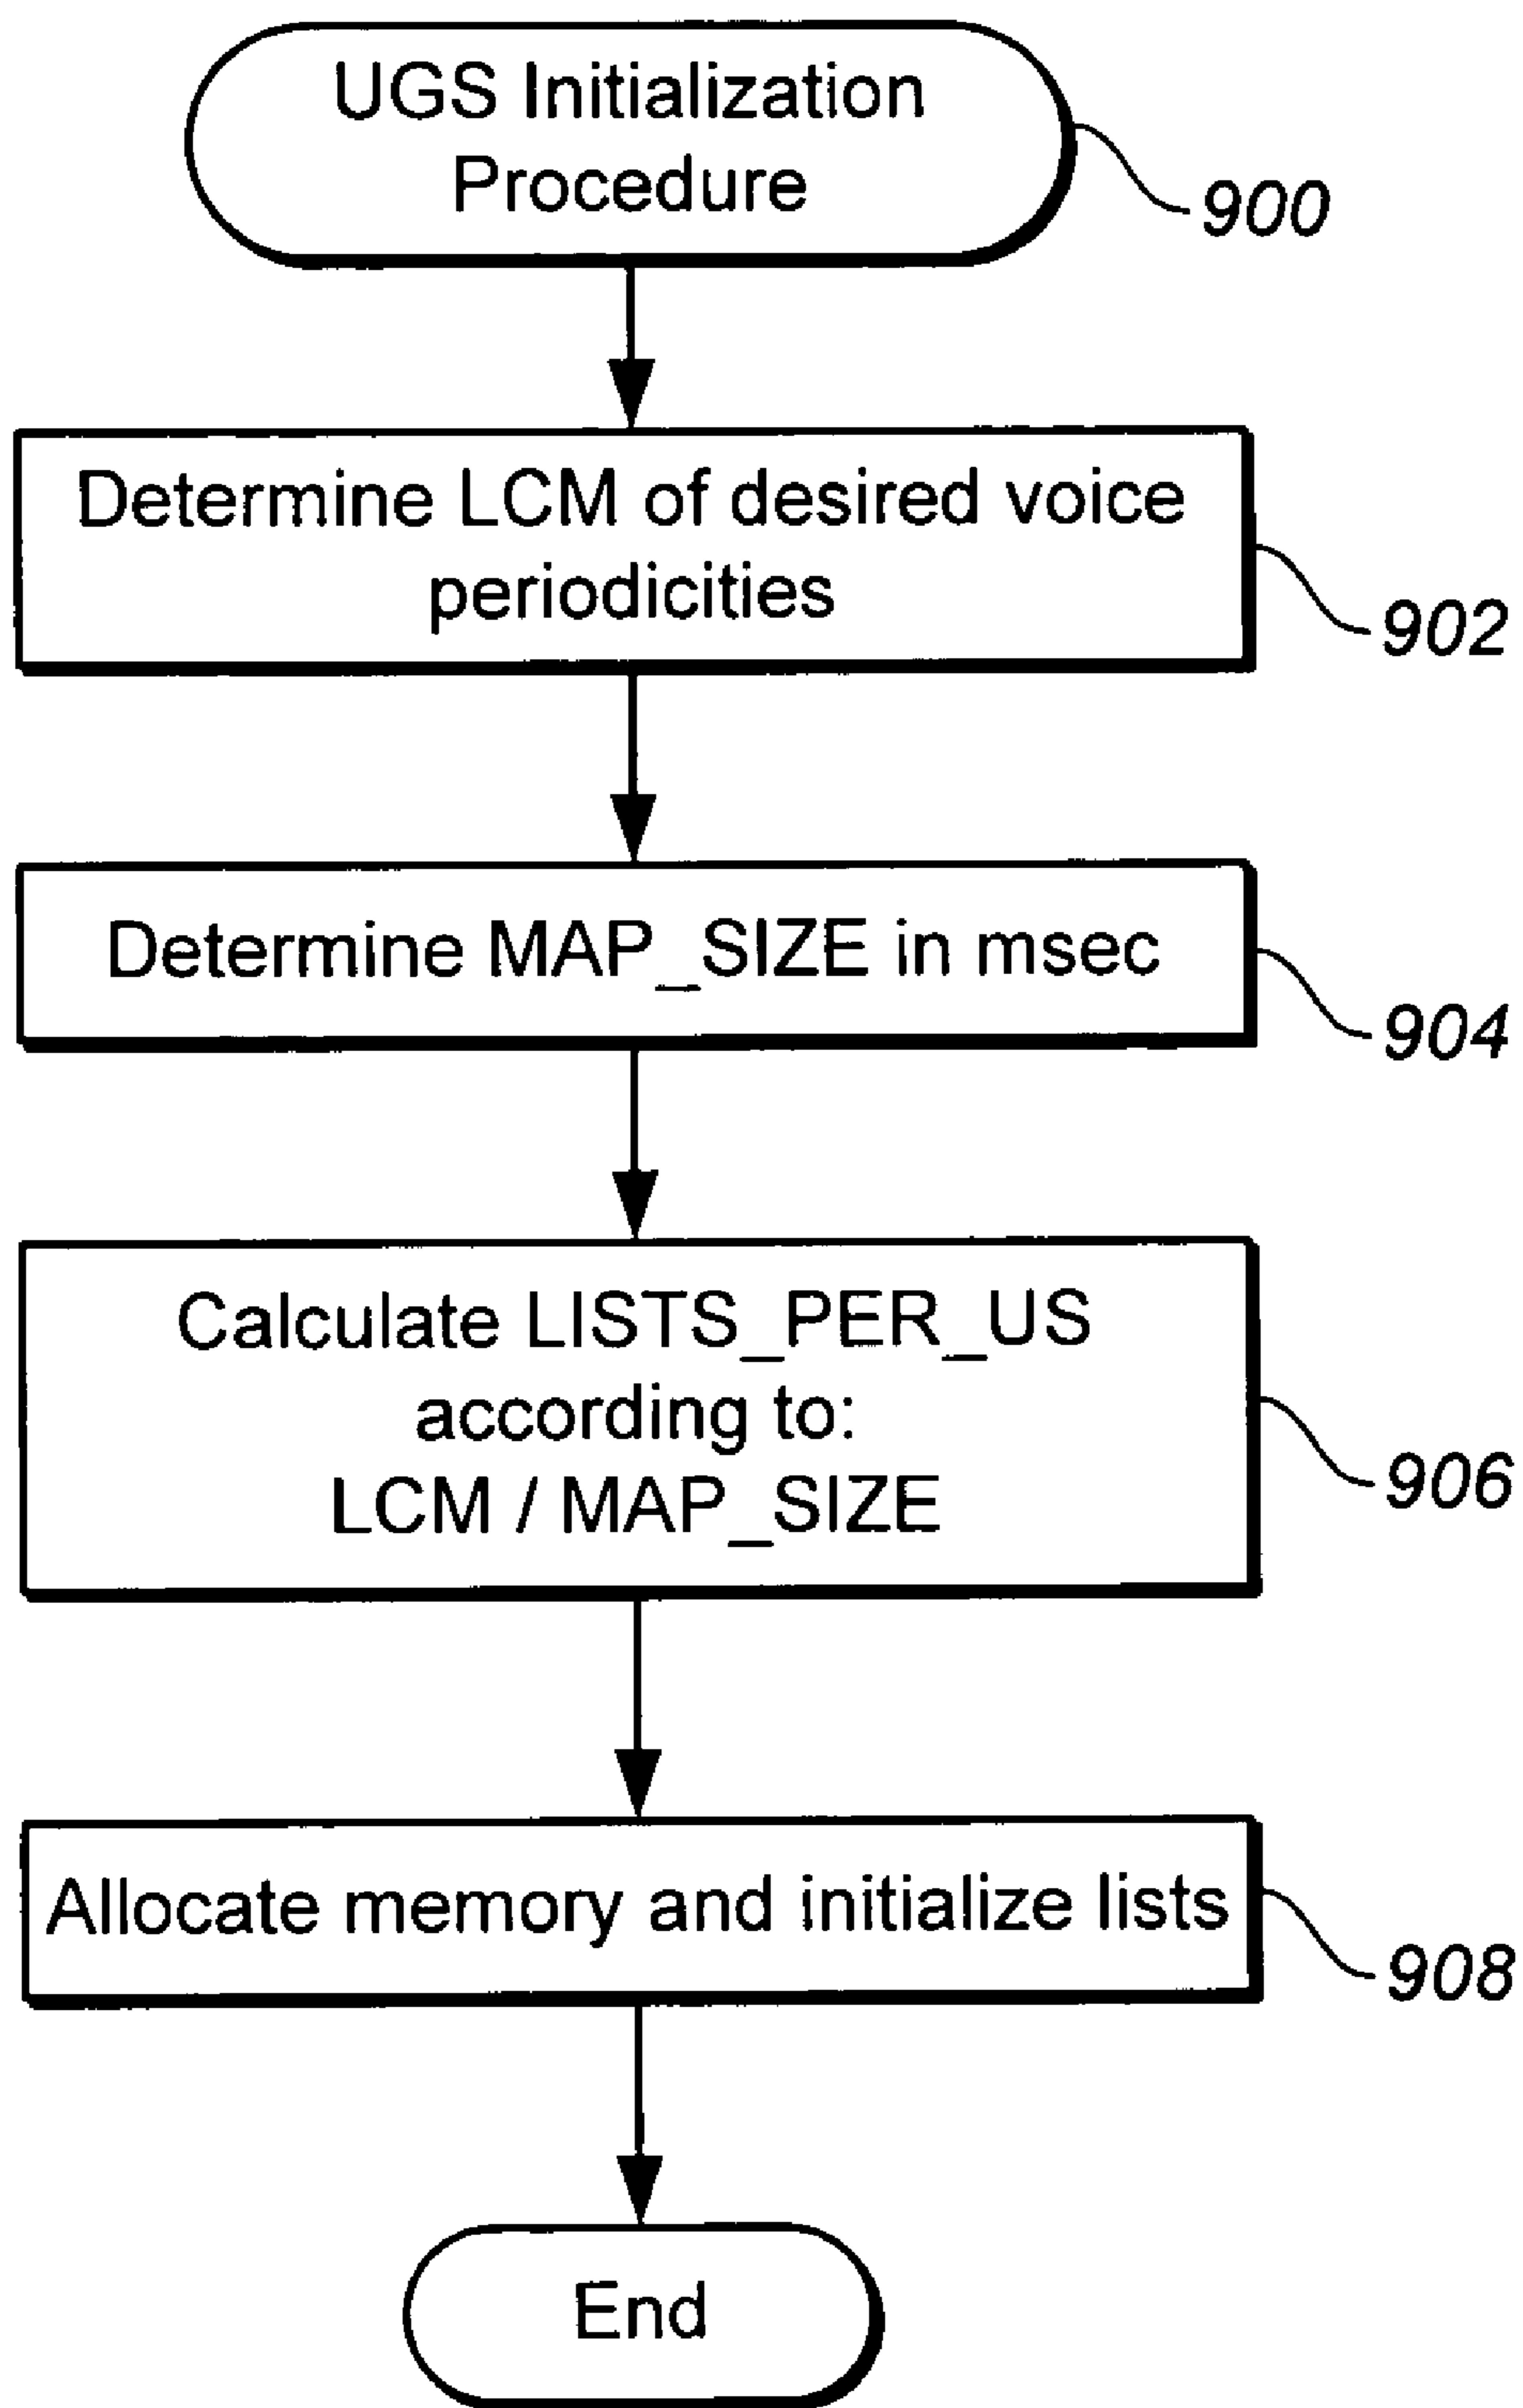 UGS Initialization
Procedure
900
Determine LCM of desired voice
periodicities
902
Determine MAP_SIZE in msec
904
Calculate LISTS_PER_US
according to:
LCM / MAP_SIZE
906
Allocate memory and initialize lists
908
End